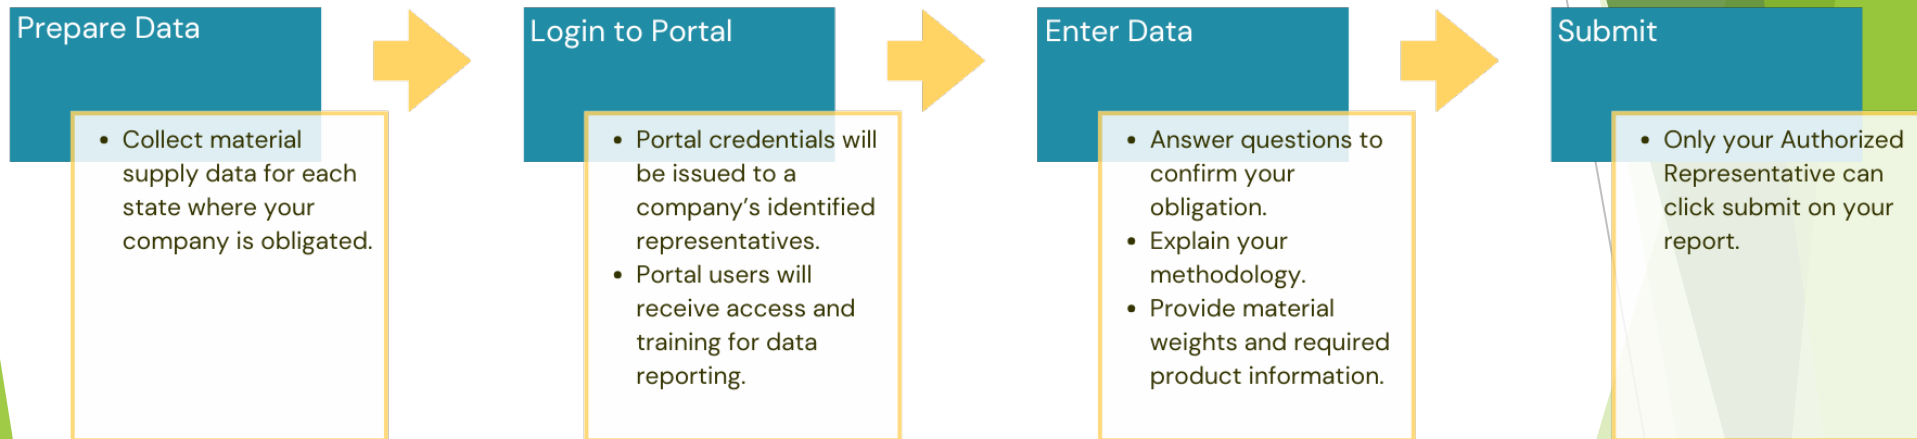 Prepare Data
• Collect material
supply data for each
state where your
company is obligated.
Login to Portal
• Portal credentials will
be issued to a
company’s identified
representatives.
• Portal users will
receive access and
training for data
reporting.
Enter Data
• Answer questions to
confirm your
obligation.
• Explain your
methodology.
• Provide material
weights and required
product information.
Submit
• Only your Authorized
Representative can
click submit on your
report.